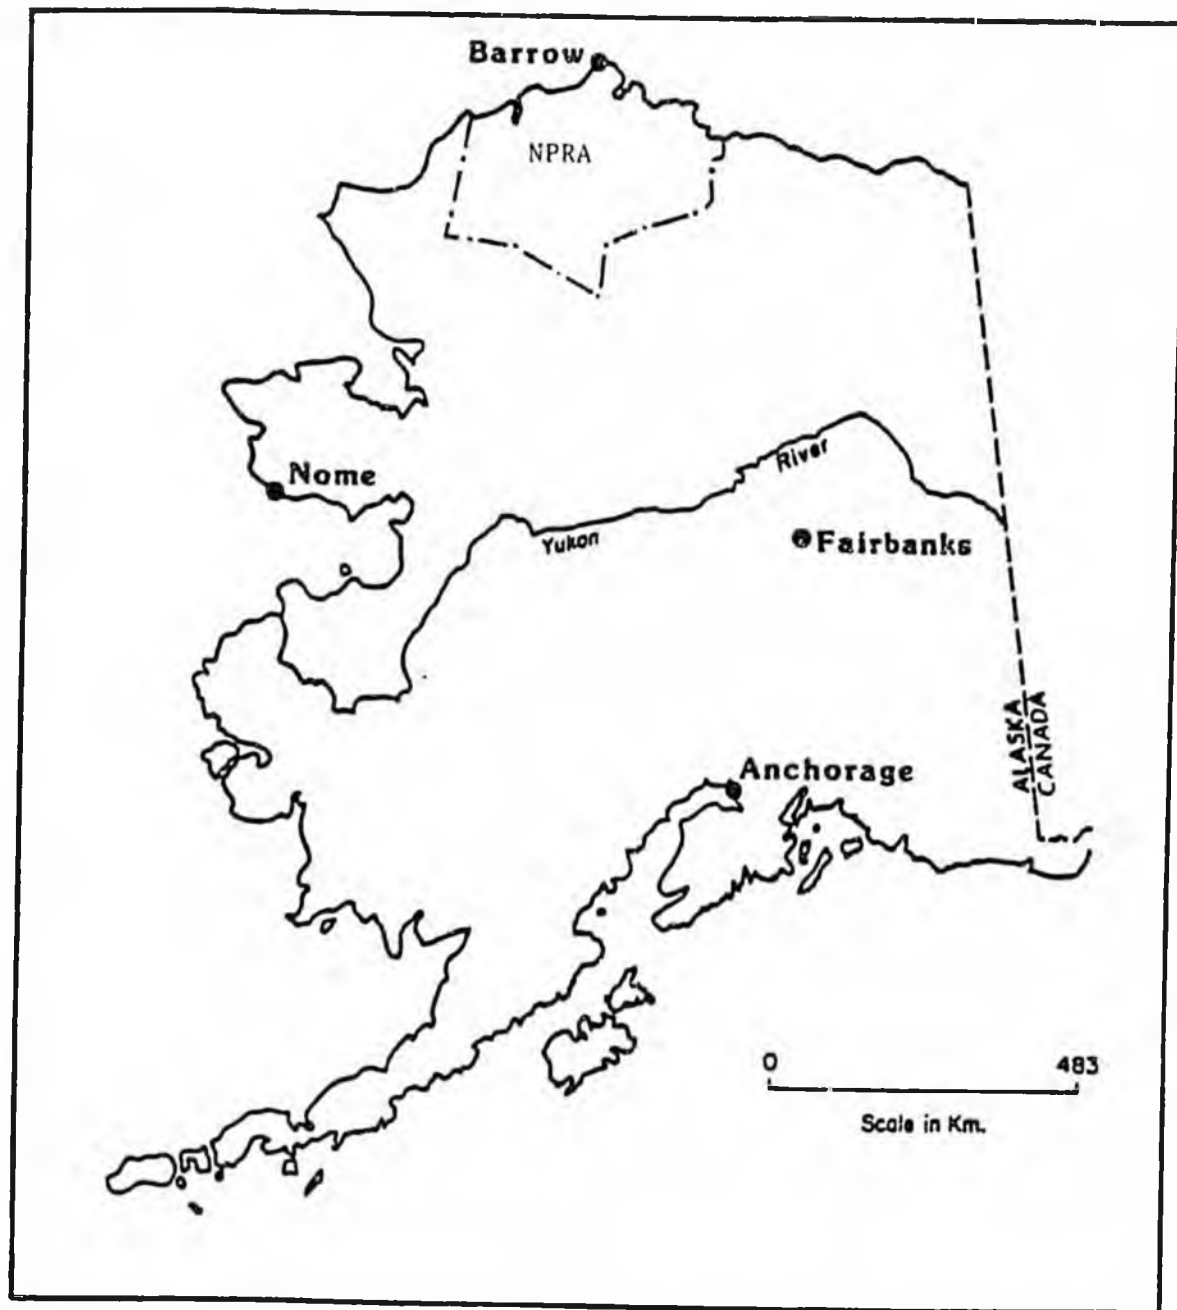 Barrow
NPRA
Nome
River
Yukon
Fairbanks
ALASKA
CANADA
Anchorage
0 483
Scale in Km.